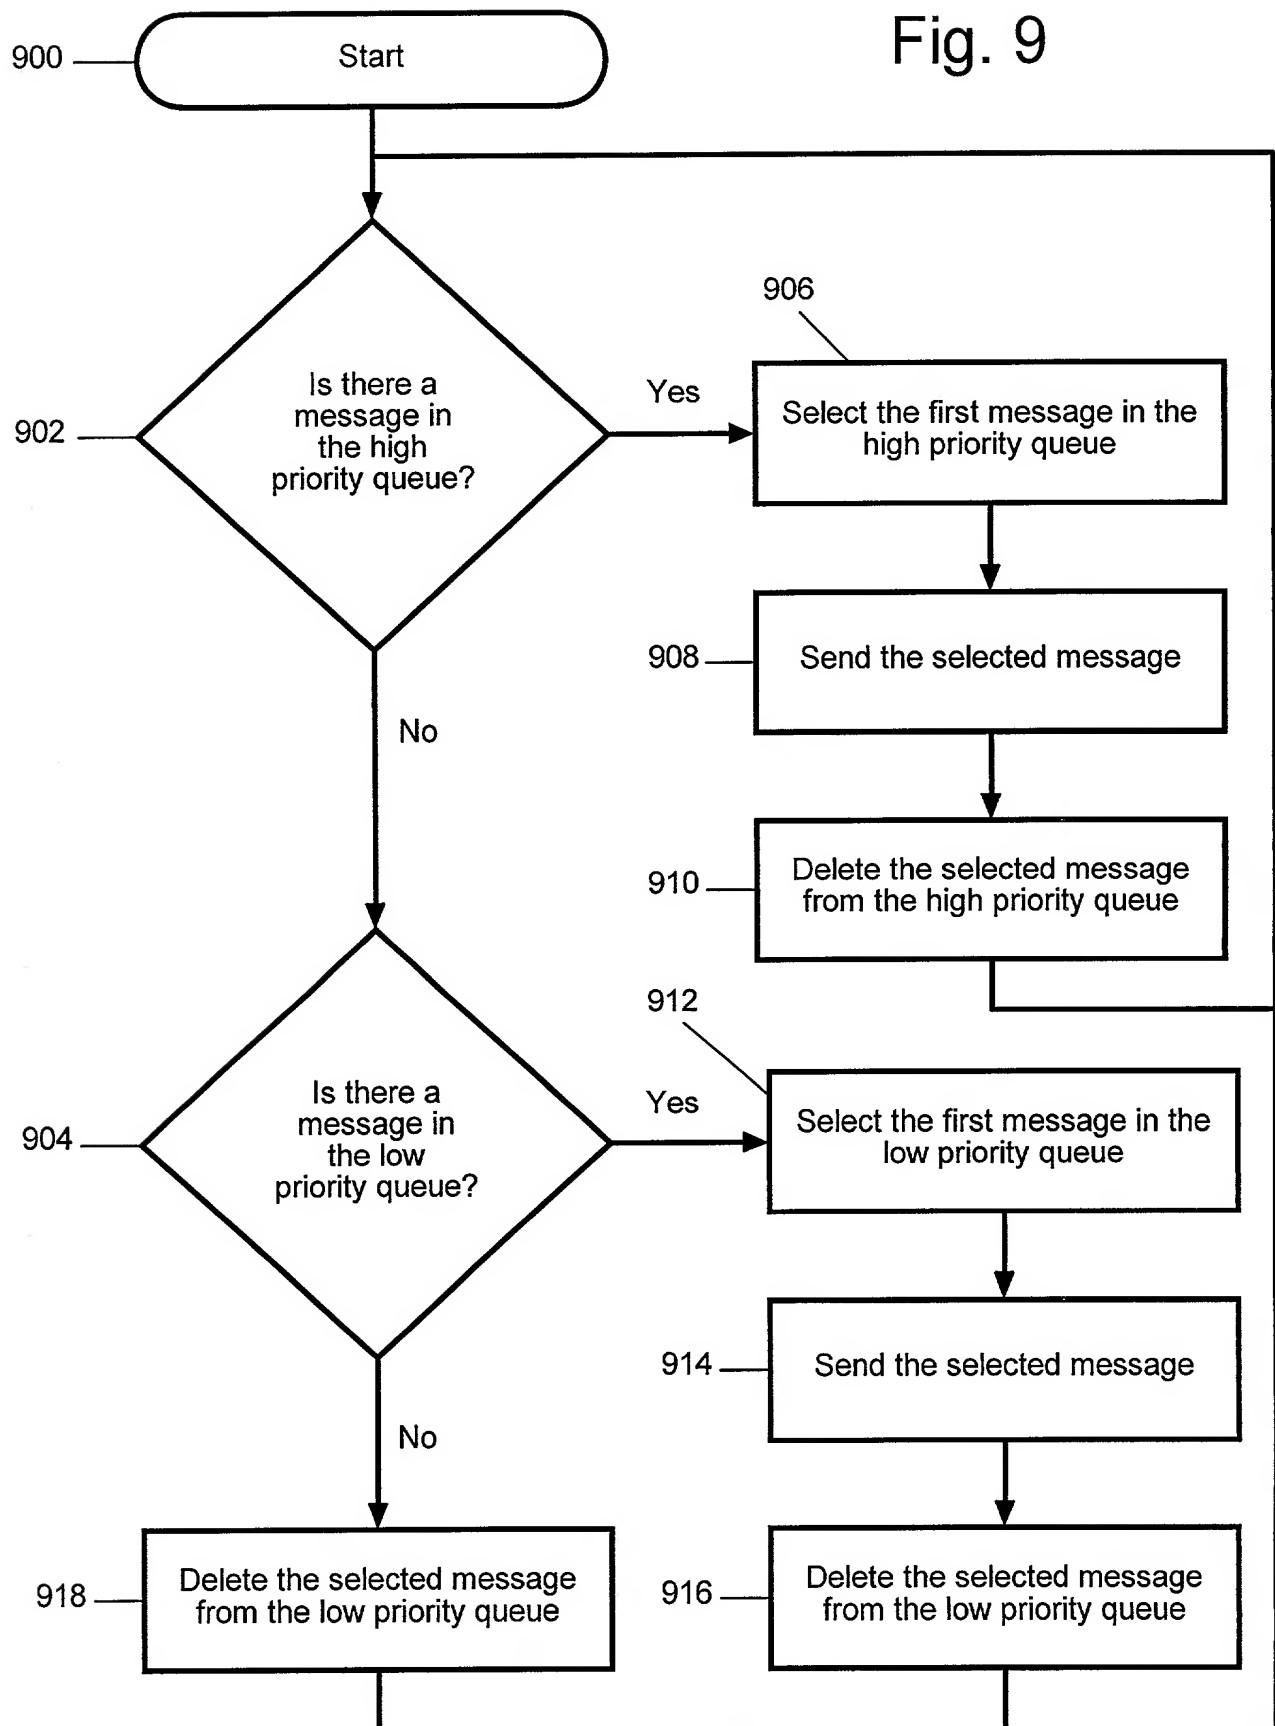 Fig. 9
900
Start
906
902
Is there a
message in
the high
priority queue?
Yes
Select the first message in the
high priority queue
908
Send the selected message
No
910
Delete the selected message
from the high priority queue
912
904
Is there a
message in
the low
priority queue?
Yes
Select the first message in the
low priority queue
914
Send the selected message
No
918
Delete the selected message
from the low priority queue
916
Delete the selected message
from the low priority queue